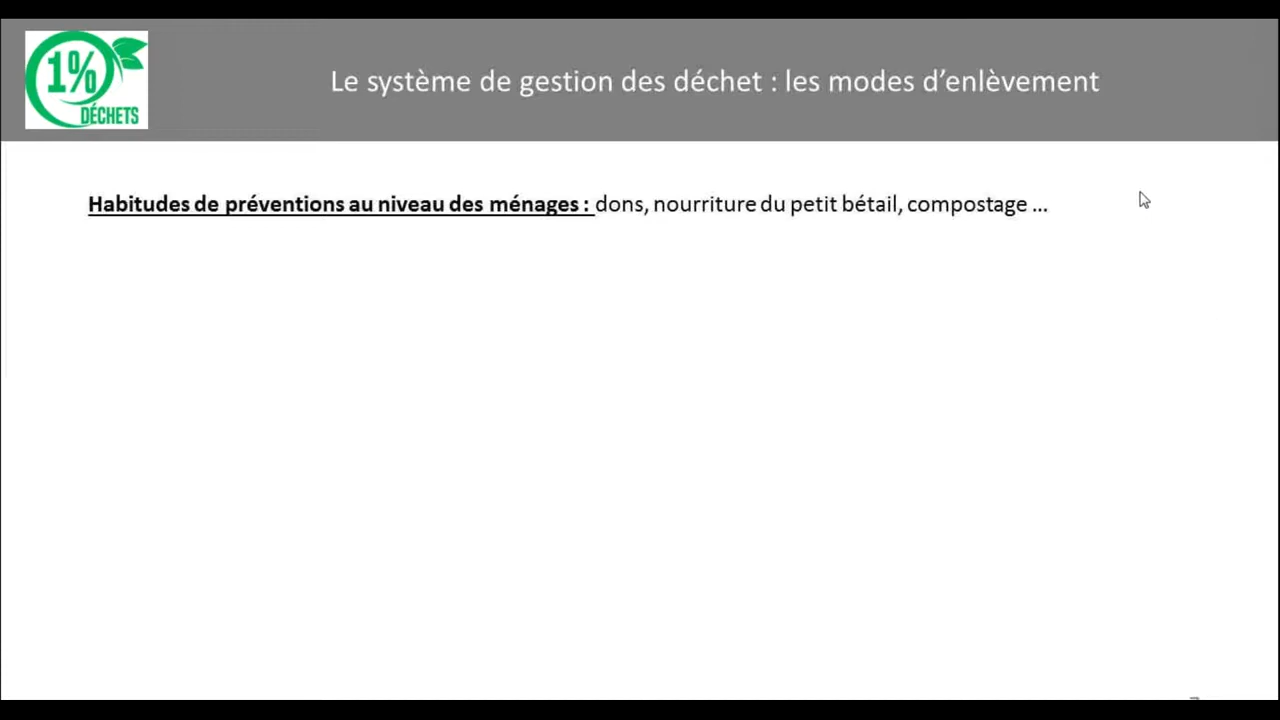 1%
DÉCHETS
Le système de gestion des déchet : les modes d’enlèvement
Habitudes de préventions au niveau des ménages : dons, nourriture du petit bétail, compostage ...